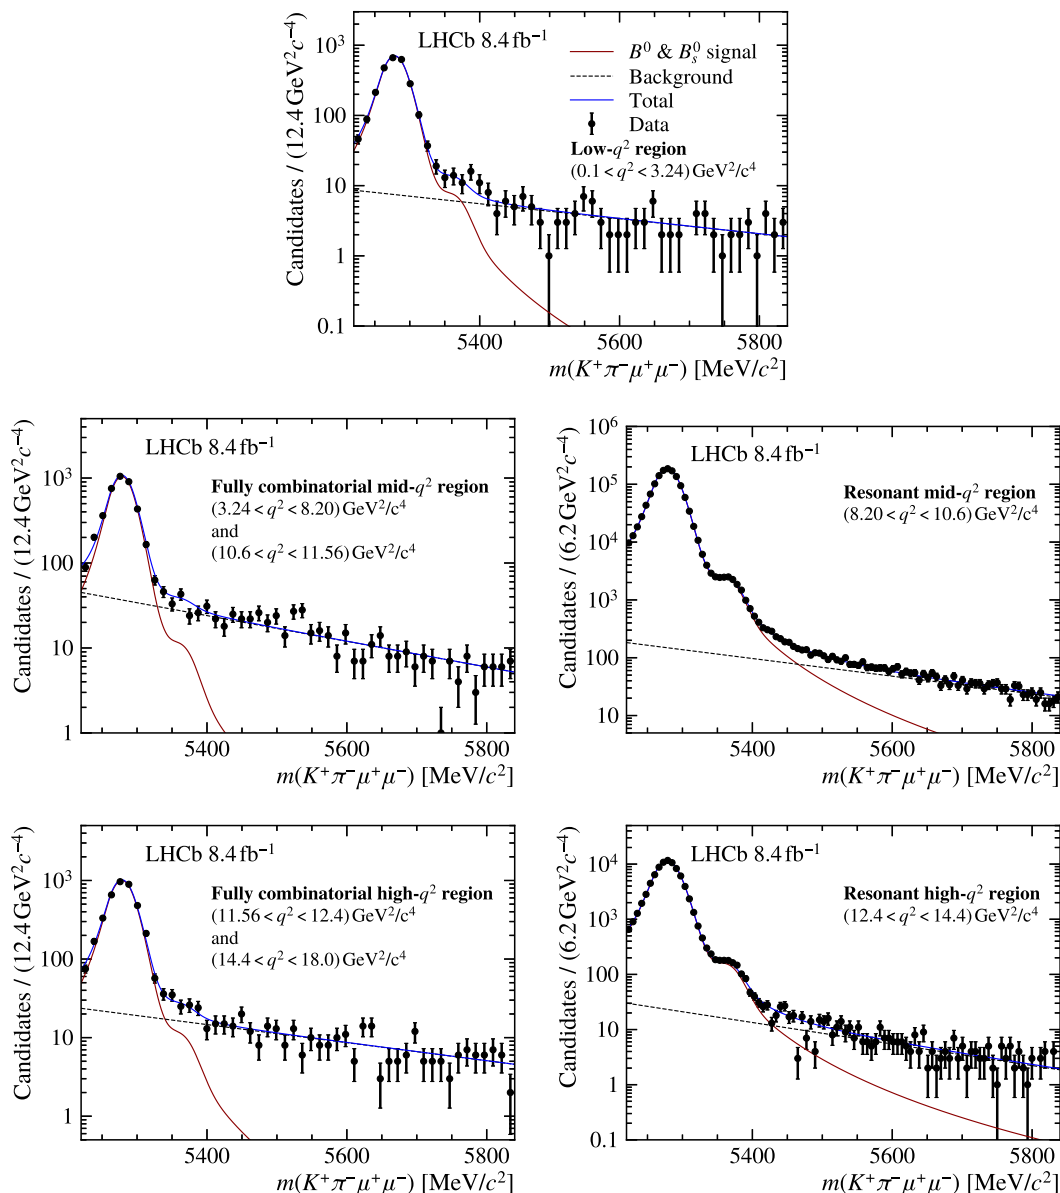 LHCb 8.4 fb⁻¹
B⁰ & B⁰ₛ signal
Background
Total
Data
Low-q² region
(0.1 < q² < 3.24) GeV²/c⁴
Candidates / (12.4 GeV²c⁻⁴)
10³
100
10
1
0.1
5400 5600 5800
m(K⁺π⁻μ⁺μ⁻) [MeV/c²]
LHCb 8.4 fb⁻¹
Fully combinatorial mid-q² region
(3.24 < q² < 8.20) GeV²/c⁴
and
(10.6 < q² < 11.56) GeV²/c⁴
Candidates / (12.4 GeV²c⁻⁴)
10³
100
10
1
5400 5600 5800
m(K⁺π⁻μ⁺μ⁻) [MeV/c²]
LHCb 8.4 fb⁻¹
Resonant mid-q² region
(8.20 < q² < 10.6) GeV²/c⁴
Candidates / (6.2 GeV²c⁻⁴)
10⁶
10⁵
10⁴
10³
100
10
5400 5600 5800
m(K⁺π⁻μ⁺μ⁻) [MeV/c²]
LHCb 8.4 fb⁻¹
Fully combinatorial high-q² region
(11.56 < q² < 12.4) GeV²/c⁴
and
(14.4 < q² < 18.0) GeV²/c⁴
Candidates / (12.4 GeV²c⁻⁴)
10³
100
10
1
5400 5600 5800
m(K⁺π⁻μ⁺μ⁻) [MeV/c²]
LHCb 8.4 fb⁻¹
Resonant high-q² region
(12.4 < q² < 14.4) GeV²/c⁴
Candidates / (6.2 GeV²c⁻⁴)
10⁴
10³
100
10
1
0.1
5400 5600 5800
m(K⁺π⁻μ⁺μ⁻) [MeV/c²]